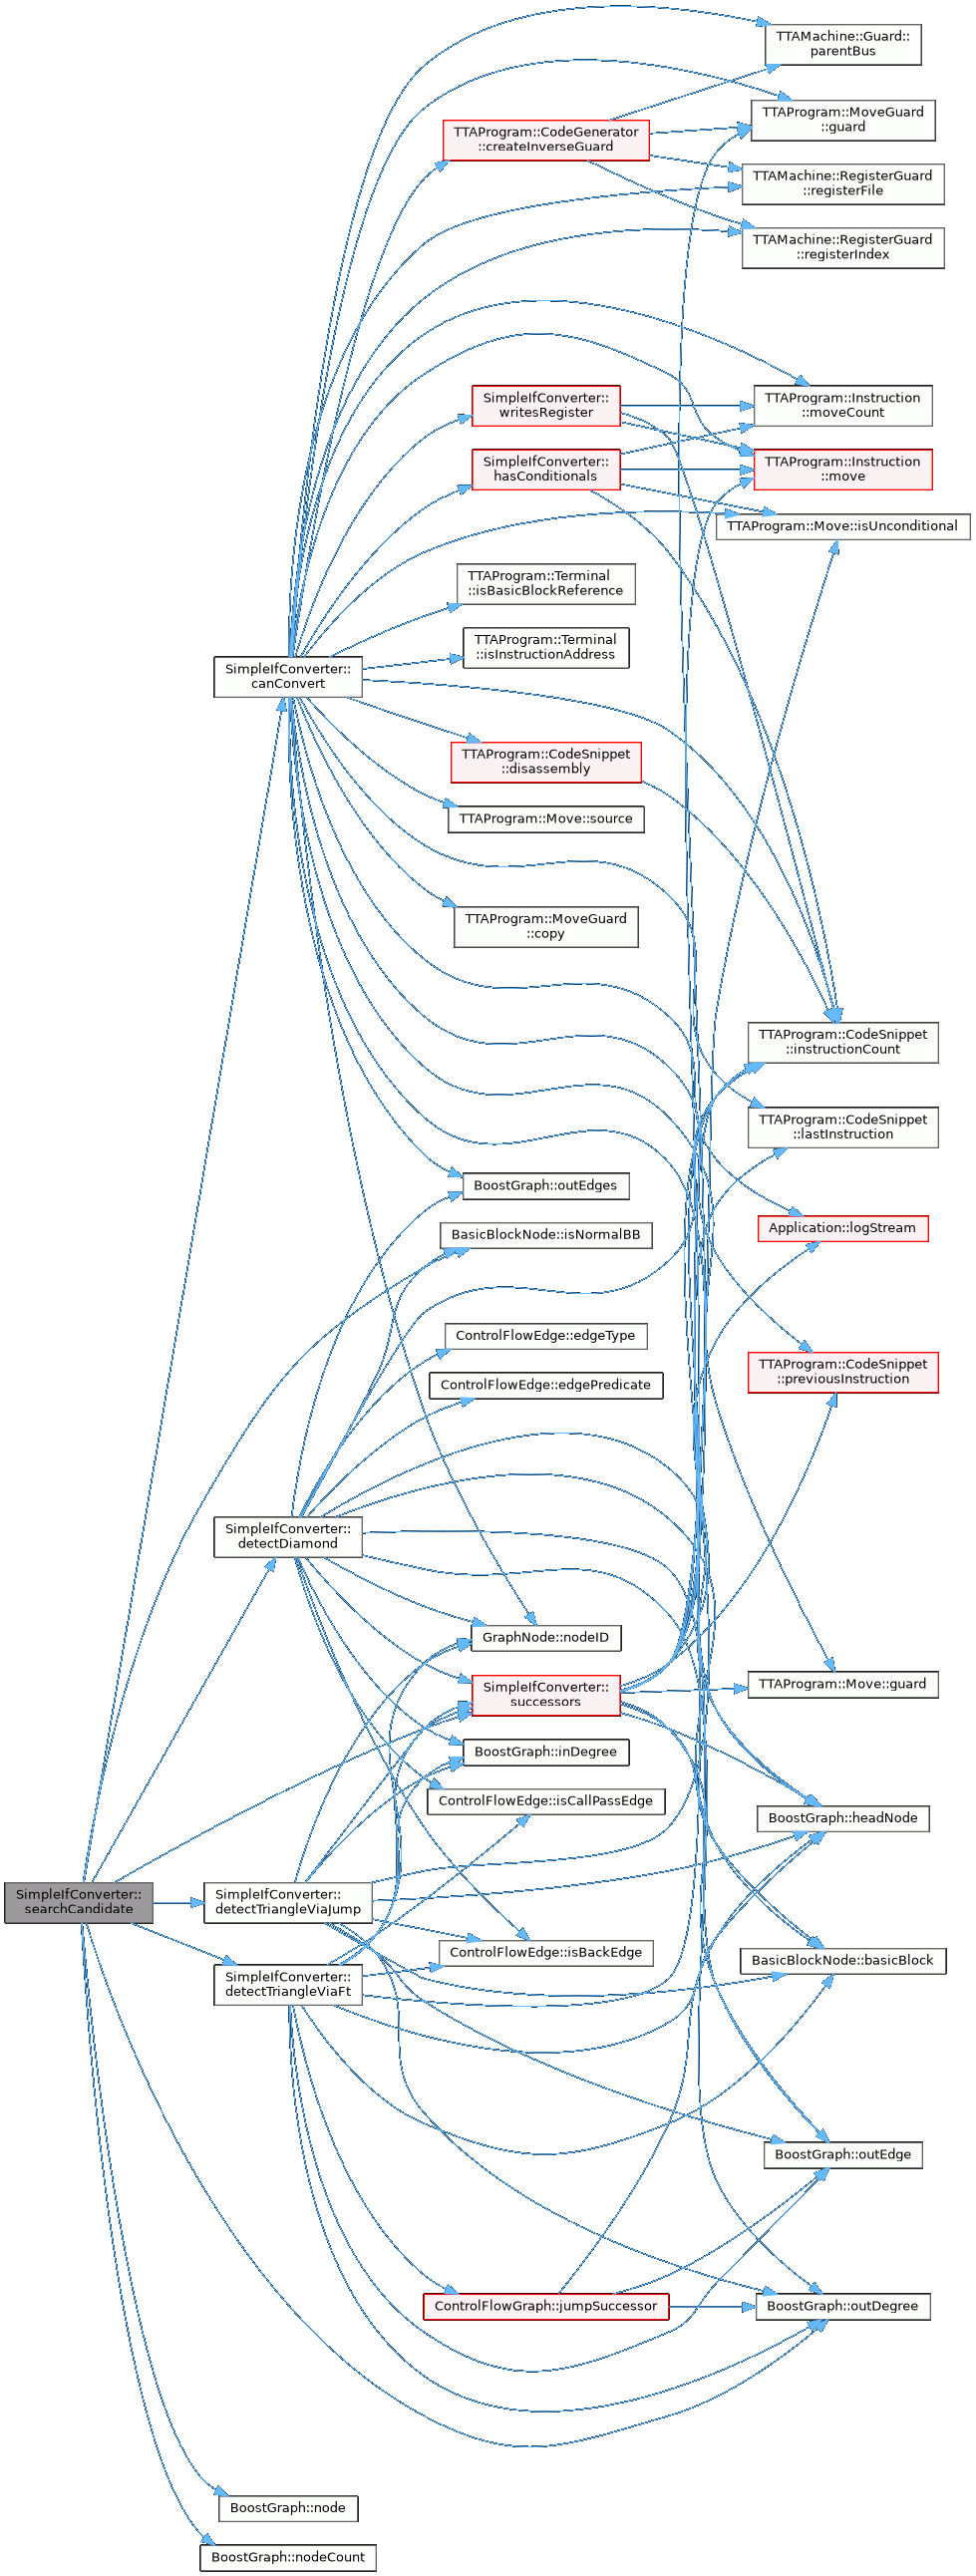 TTAMachine::Guard::
parentBus
TTAProgram::MoveGuard
::guard
TTAProgram::CodeGenerator
::createInverseGuard
TTAMachine::RegisterGuard
::registerFile
TTAMachine::RegisterGuard
::registerIndex
SimpleIfConverter::
writesRegister
TTAProgram::Instruction
::moveCount
SimpleIfConverter::
hasConditionals
TTAProgram::Instruction
::move
TTAProgram::Move::isUnconditional
TTAProgram::Terminal
::isBasicBlockReference
TTAProgram::Terminal
::isInstructionAddress
SimpleIfConverter::
canConvert
TTAProgram::CodeSnippet
::disassembly
TTAProgram::Move::source
TTAProgram::MoveGuard
::copy
TTAProgram::CodeSnippet
::instructionCount
TTAProgram::CodeSnippet
::lastInstruction
BoostGraph::outEdges
Application::logStream
BasicBlockNode::isNormalBB
ControlFlowEdge::edgeType
TTAProgram::CodeSnippet
::previousInstruction
ControlFlowEdge::edgePredicate
SimpleIfConverter::
detectDiamond
GraphNode::nodeID
SimpleIfConverter::
successors
TTAProgram::Move::guard
BoostGraph::inDegree
ControlFlowEdge::isCallPassEdge
BoostGraph::headNode
SimpleIfConverter::
searchCandidate
SimpleIfConverter::
detectTriangleViaJump
ControlFlowEdge::isBackEdge
BasicBlockNode::basicBlock
SimpleIfConverter::
detectTriangleViaFt
BoostGraph::outEdge
ControlFlowGraph::jumpSuccessor
BoostGraph::outDegree
BoostGraph::node
BoostGraph::nodeCount